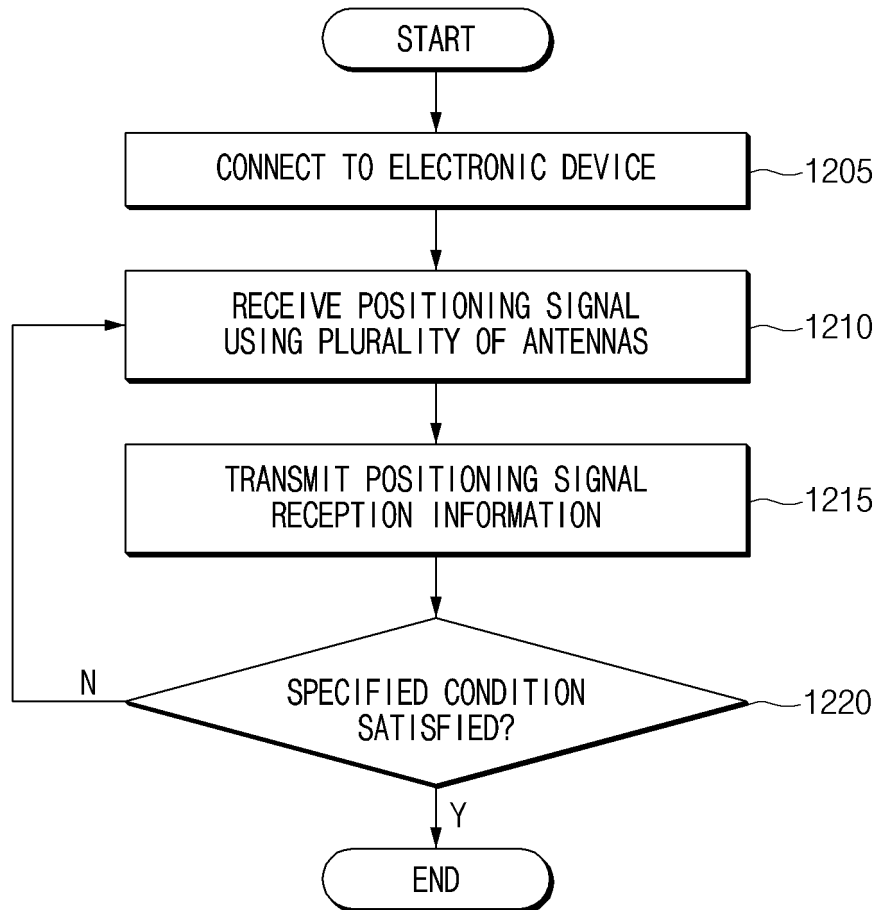 START
CONNECT TO ELECTRONIC DEVICE
1205
RECEIVE POSITIONING SIGNAL
USING PLURALITY OF ANTENNAS
1210
TRANSMIT POSITIONING SIGNAL
RECEPTION INFORMATION
1215
N
SPECIFIED CONDITION
SATISFIED?
1220
Y
END